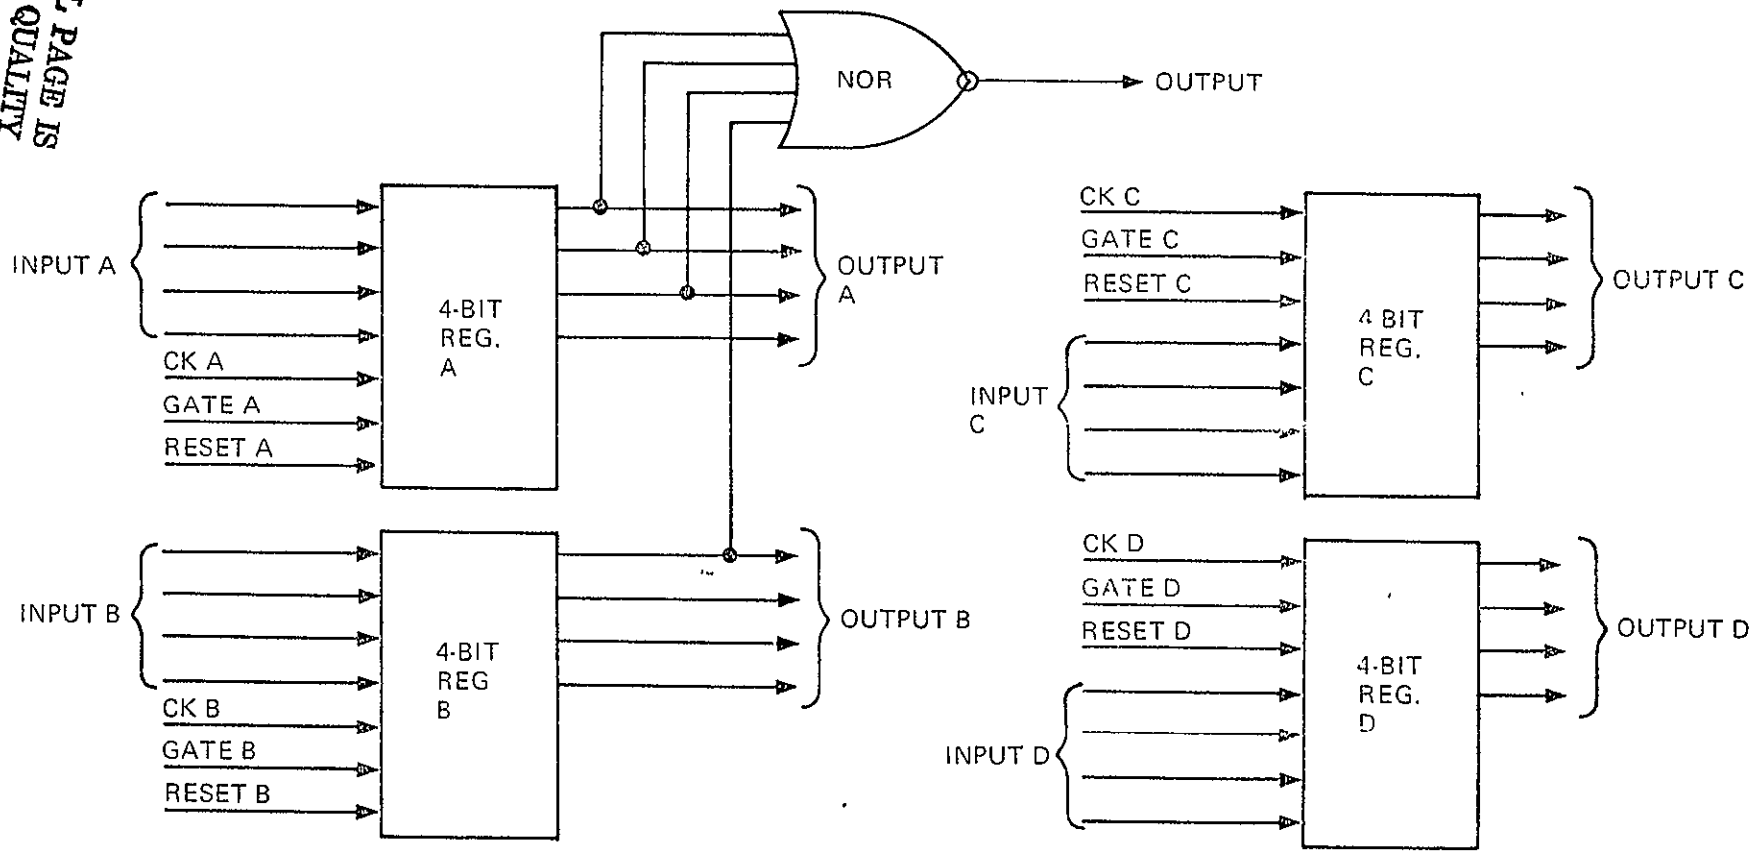 PAGE IS
QUALITY
NOR
OUTPUT
INPUT A
4-BIT
REG.
A
OUTPUT
A
CK A
GATE A
RESET A
INPUT B
4-BIT
REG
B
OUTPUT B
CK B
GATE B
RESET B
CK C
GATE C
RESET C
INPUT
C
4 BIT
REG.
C
OUTPUT C
CK D
GATE D
RESET D
INPUT D
4-BIT
REG.
D
OUTPUT D